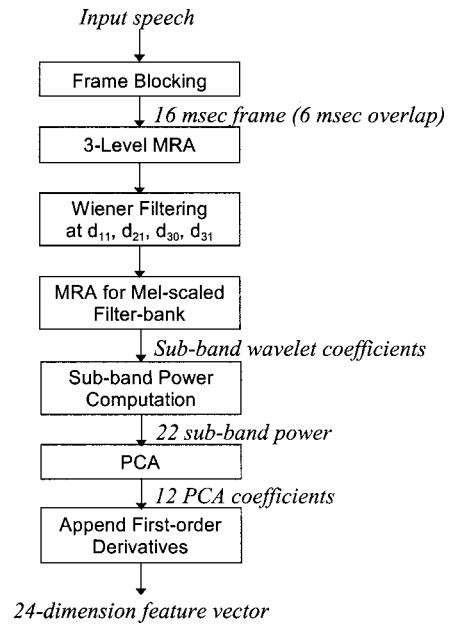 Input speech
Frame Blocking
16 msec frame (6 msec overlap)
3-Level MRA
Wiener Filtering
at d11, d21, d30, d31
MRA for Mel-scaled
Filter-bank
Sub-band wavelet coefficients
Sub-band Power
Computation
22 sub-band power
PCA
12 PCA coefficients
Append First-order
Derivatives
24-dimension feature vector